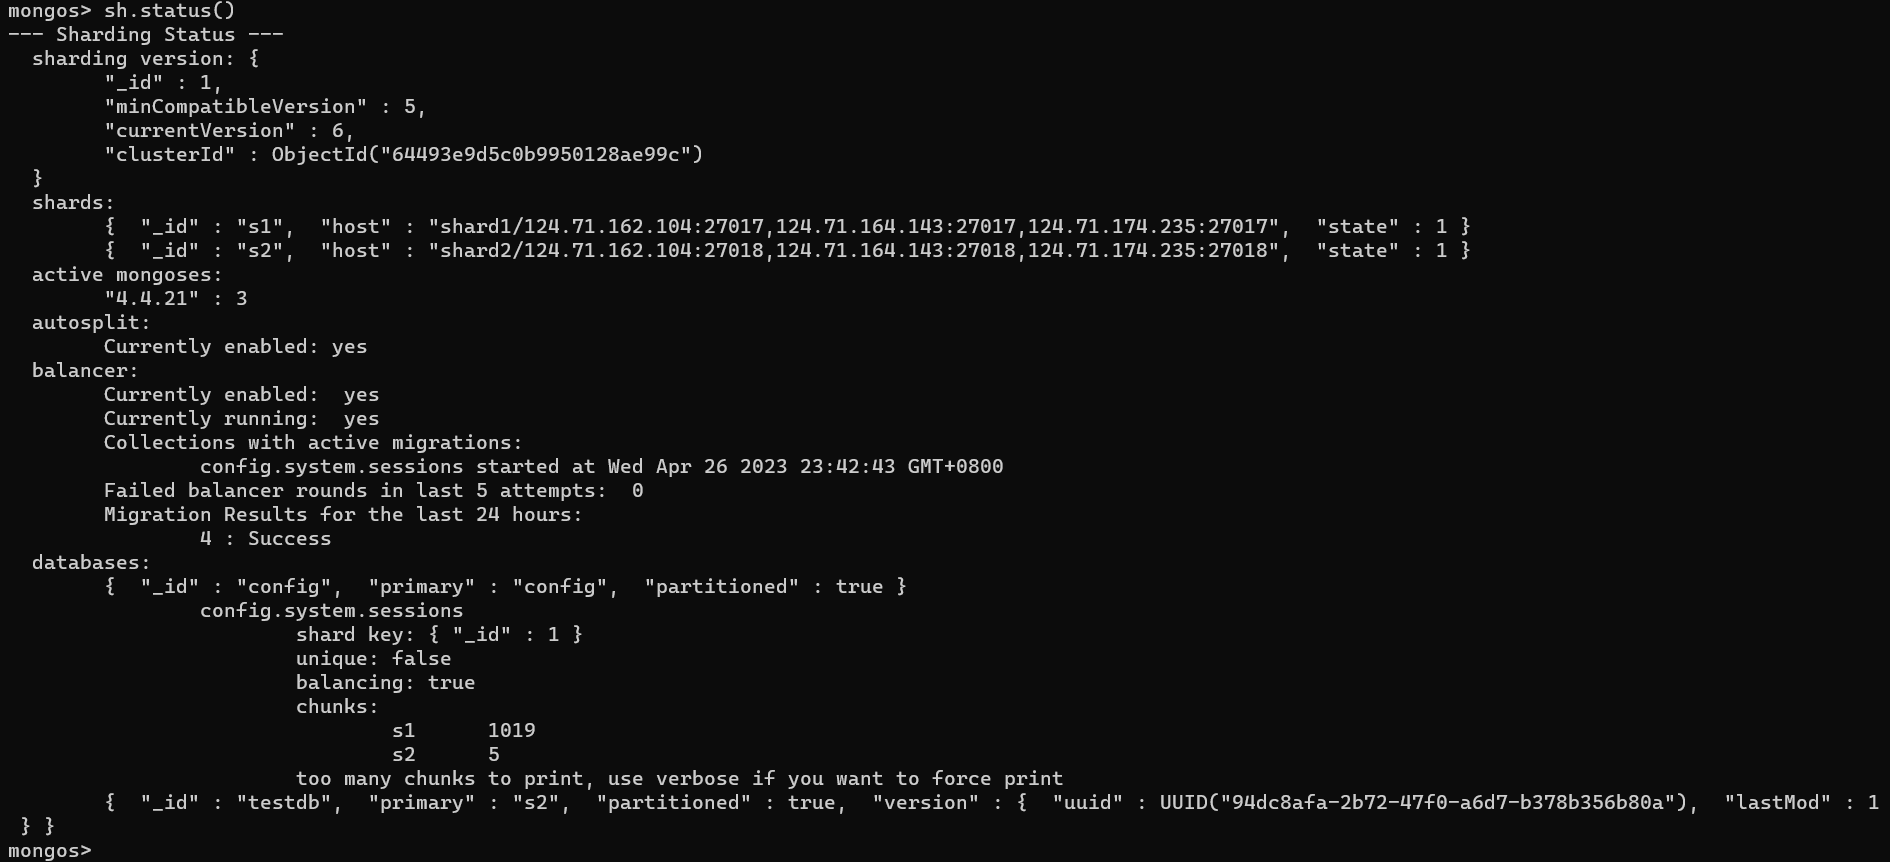 mongos> sh.status()
--- Sharding Status ---
  sharding version: {
        "_id" : 1,
        "minCompatibleVersion" : 5,
        "currentVersion" : 6,
        "clusterId" : ObjectId("64493e9d5c0b9950128ae99c")
  }
  shards:
        {  "_id" : "s1",  "host" : "shard1/124.71.162.104:27017,124.71.164.143:27017,124.71.174.235:27017",  "state" : 1 }
        {  "_id" : "s2",  "host" : "shard2/124.71.162.104:27018,124.71.164.143:27018,124.71.174.235:27018",  "state" : 1 }
  active mongoses:
        "4.4.21" : 3
  autosplit:
        Currently enabled: yes
  balancer:
        Currently enabled:  yes
        Currently running:  yes
        Collections with active migrations:
                config.system.sessions started at Wed Apr 26 2023 23:42:43 GMT+0800
        Failed balancer rounds in last 5 attempts:  0
        Migration Results for the last 24 hours:
                4 : Success
  databases:
        {  "_id" : "config",  "primary" : "config",  "partitioned" : true }
                config.system.sessions
                        shard key: { "_id" : 1 }
                        unique: false
                        balancing: true
                        chunks:
                                s1      1019
                                s2      5
                        too many chunks to print, use verbose if you want to force print
        {  "_id" : "testdb",  "primary" : "s2",  "partitioned" : true,  "version" : {  "uuid" : UUID("94dc8afa-2b72-47f0-a6d7-b378b356b80a"),  "lastMod" : 1
 } }
mongos>